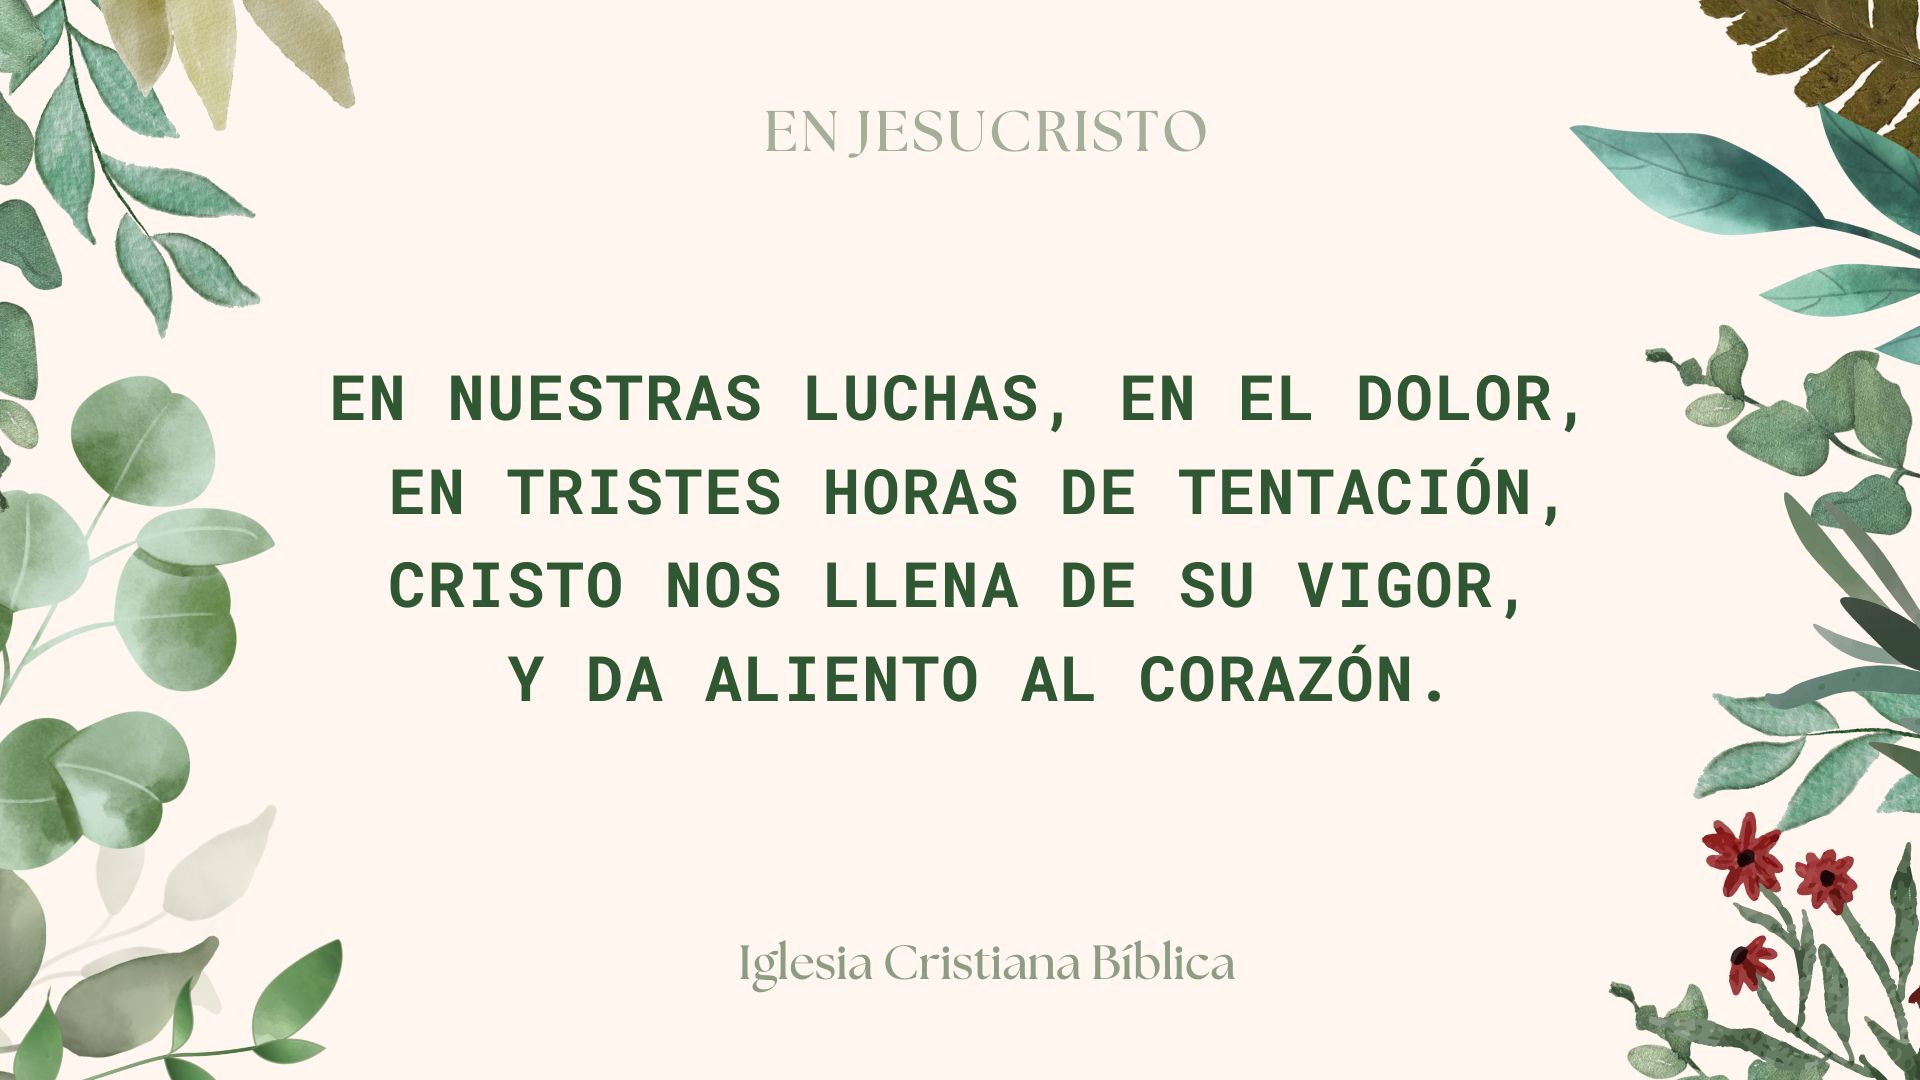 EN JESUCRISTO
EN NUESTRAS LUCHAS, EN EL DOLOR,
EN TRISTES HORAS DE TENTACIÓN,
CRISTO NOS LLENA DE SU VIGOR,
Y DA ALIENTO AL CORAZÓN.
Iglesia Cristiana Bíblica